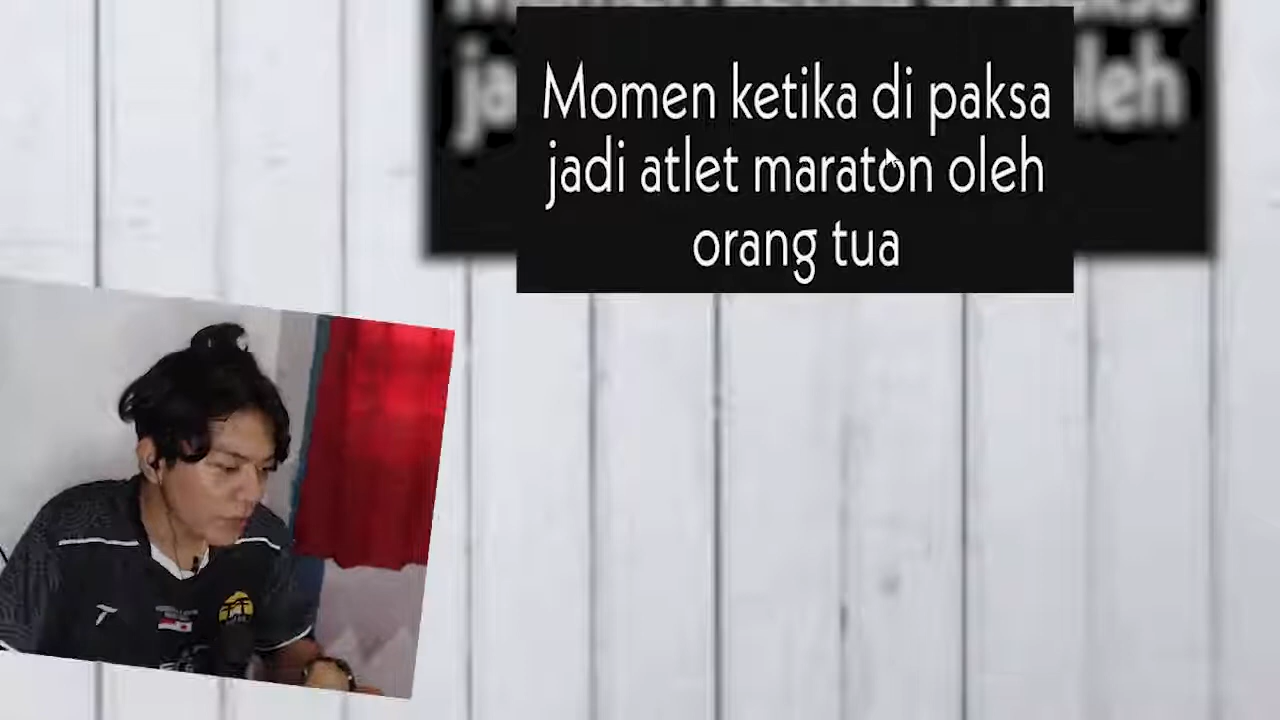 Momen ketika di paksa
jadi atlet maraton oleh
orang tua